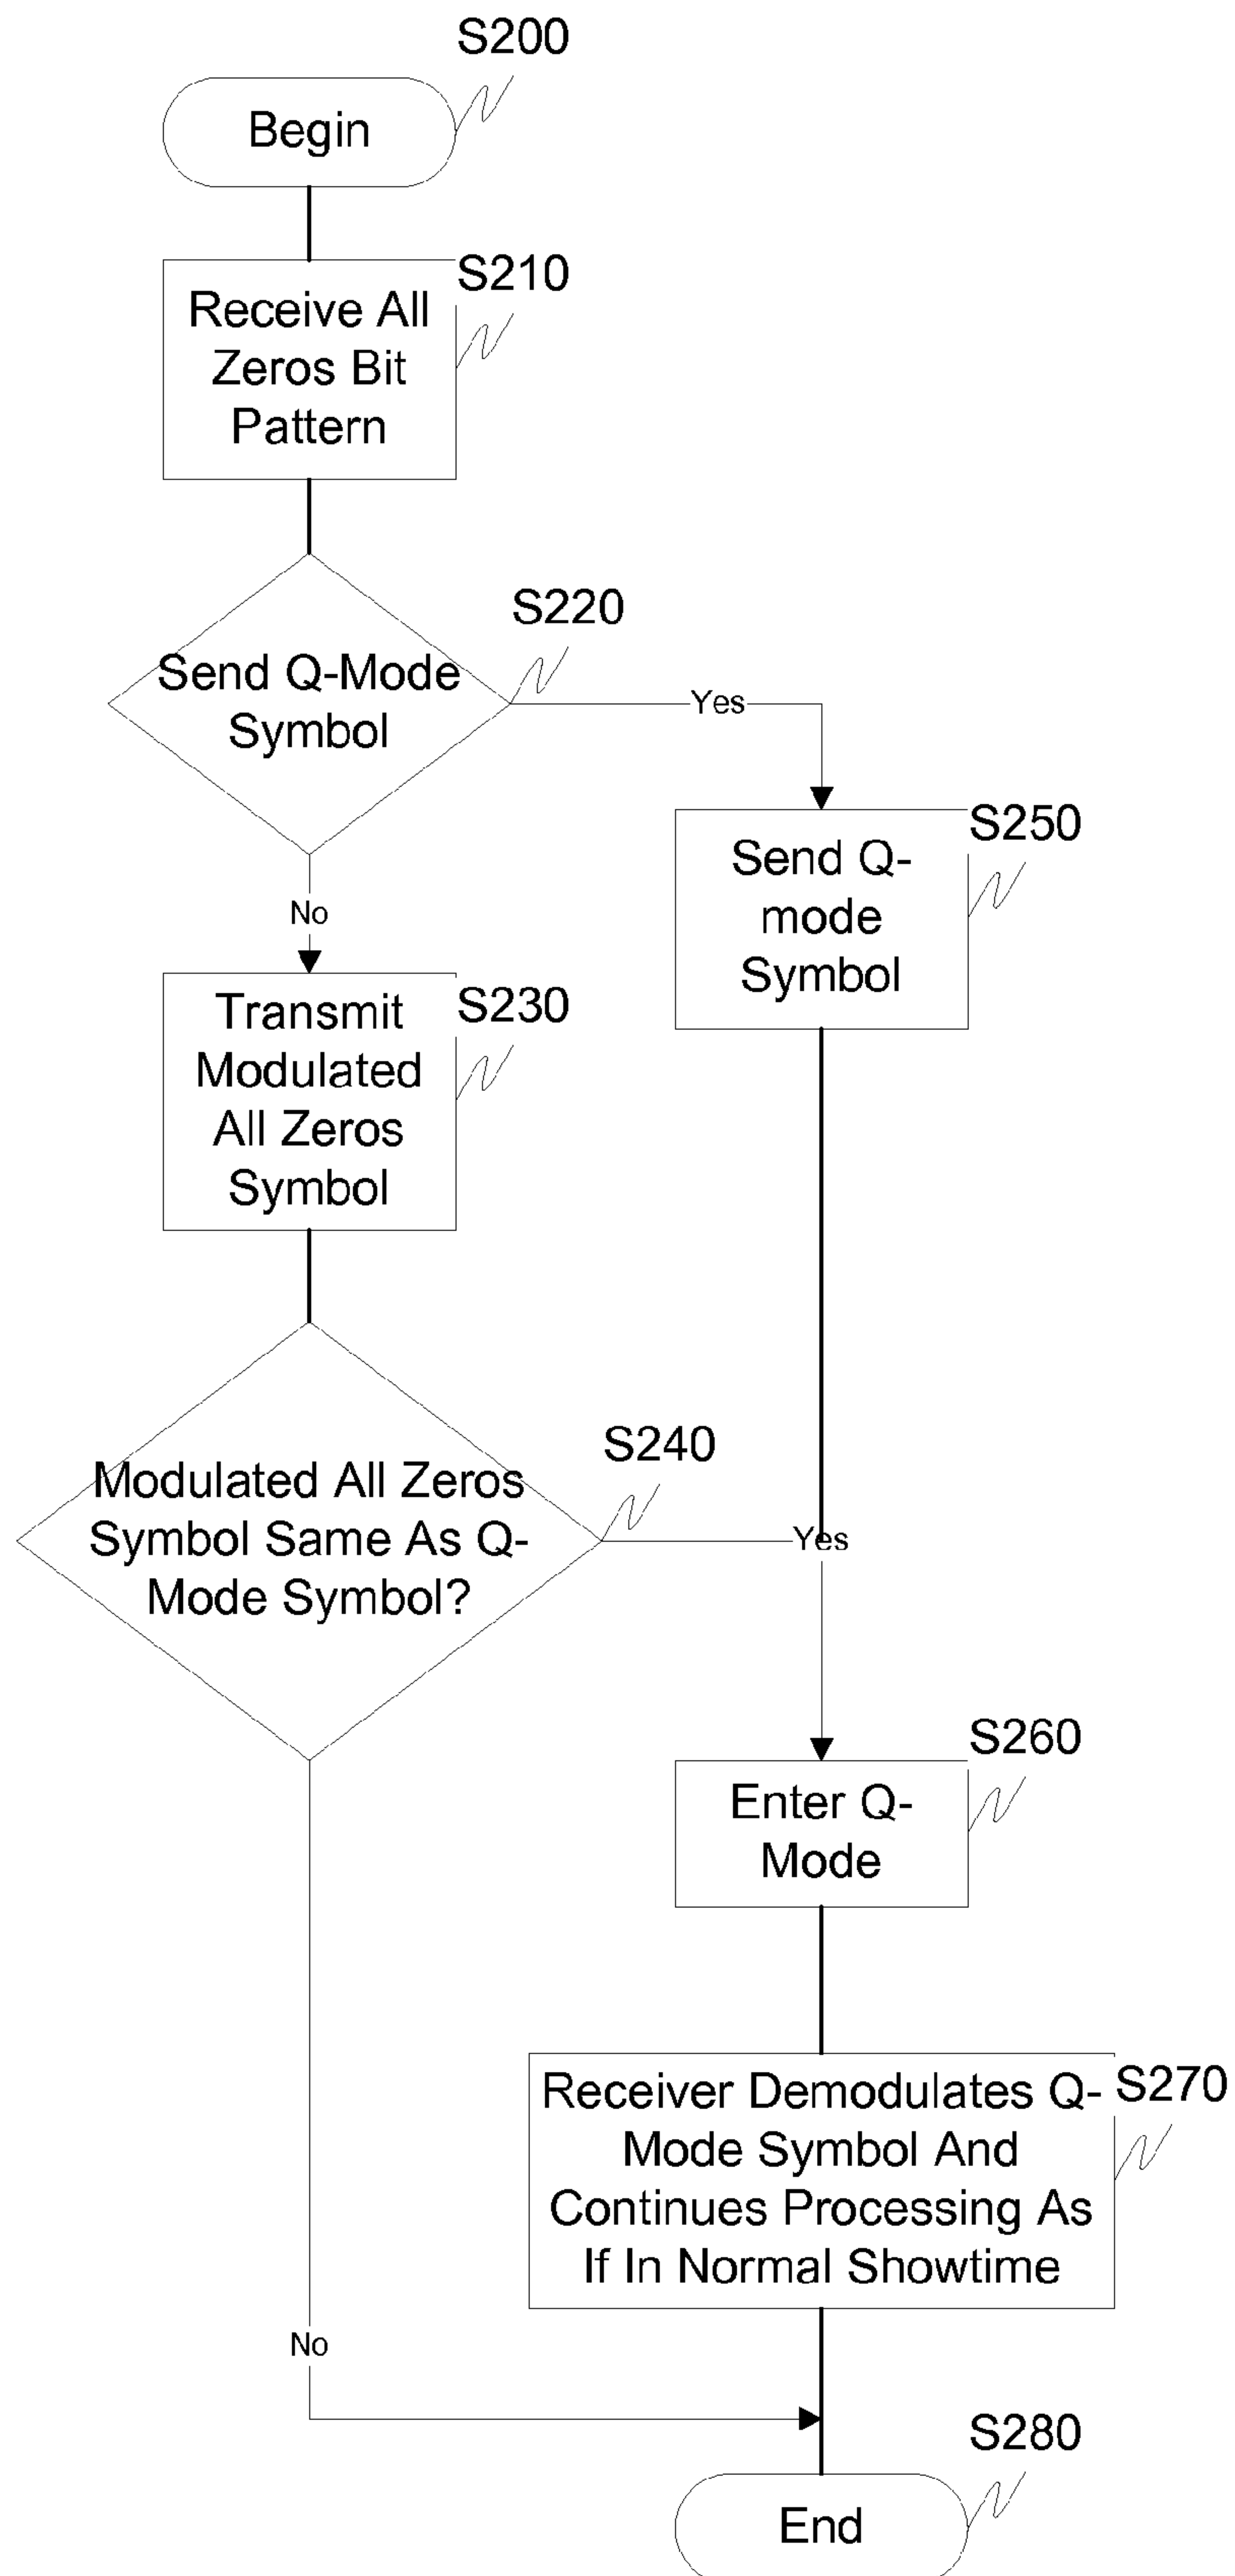 S200
Begin
S210
Receive All
Zeros Bit
Pattern
S220
Send Q-Mode
Symbol
Yes
S250
Send Q-
mode
Symbol
No
S230
Transmit
Modulated
All Zeros
Symbol
S240
Modulated All Zeros
Symbol Same As Q-
Mode Symbol?
Yes
S260
Enter Q-
Mode
S270
Receiver Demodulates Q-
Mode Symbol And
Continues Processing As
If In Normal Showtime
No
S280
End